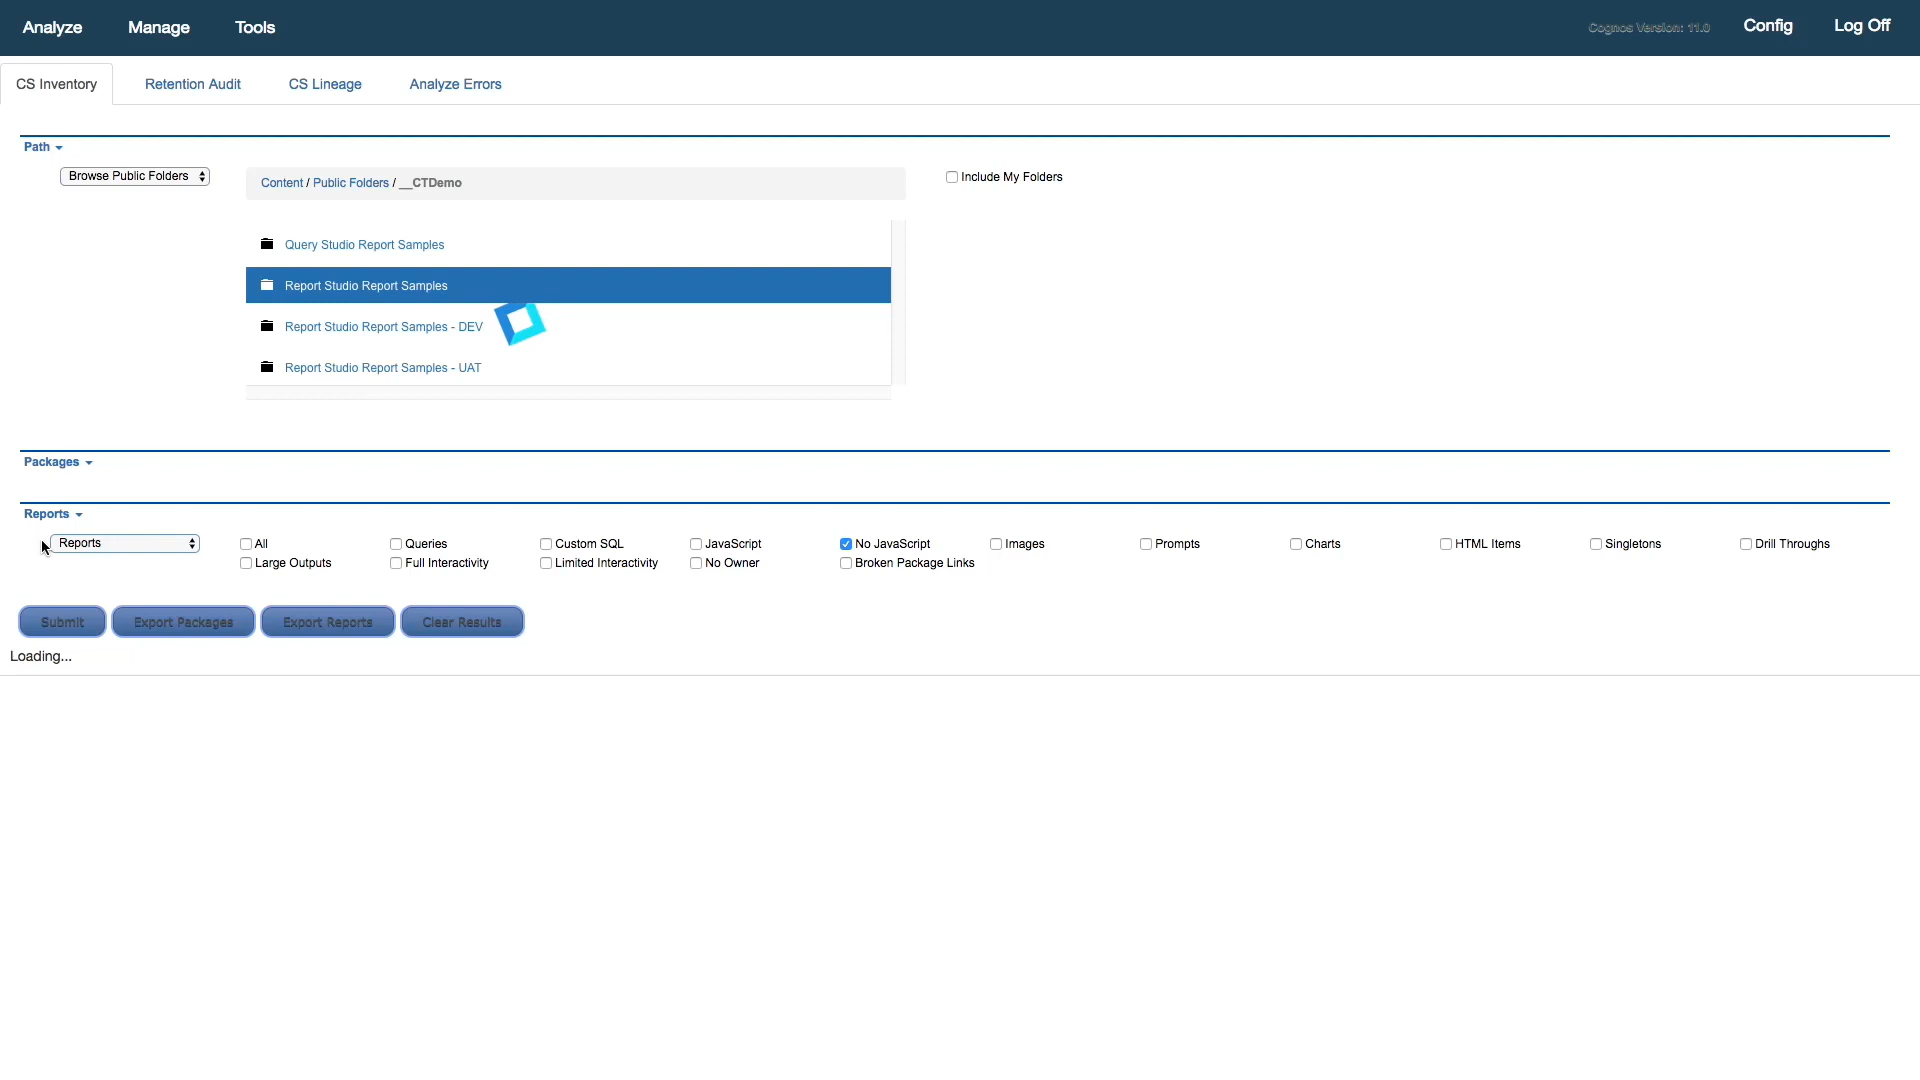 Analyze Manage Tools Cognos Version: 11.0 Config Log Off
CS Inventory Retention Audit CS Lineage Analyze Errors
Path
Browse Public Folders Content / Public Folders / __CTDemo Include My Folders
Query Studio Report Samples
Report Studio Report Samples
Report Studio Report Samples - DEV
Report Studio Report Samples - UAT
Packages
Reports
Reports All Queries Custom SQL JavaScript No JavaScript Images Prompts Charts HTML Items Singletons Drill Throughs
Large Outputs Full Interactivity Limited Interactivity No Owner Broken Package Links
Submit Export Packages Export Reports Clear Results
Loading...